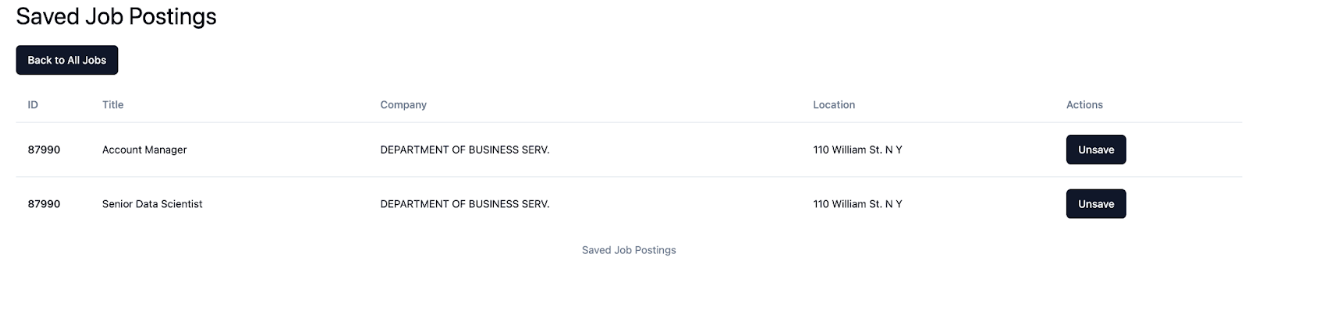 Saved Job Postings
Back to All Jobs
ID Title Company Location Actions
87990 Account Manager DEPARTMENT OF BUSINESS SERV. 110 William St. N Y Unsave
87990 Senior Data Scientist DEPARTMENT OF BUSINESS SERV. 110 William St. N Y Unsave
Saved Job Postings